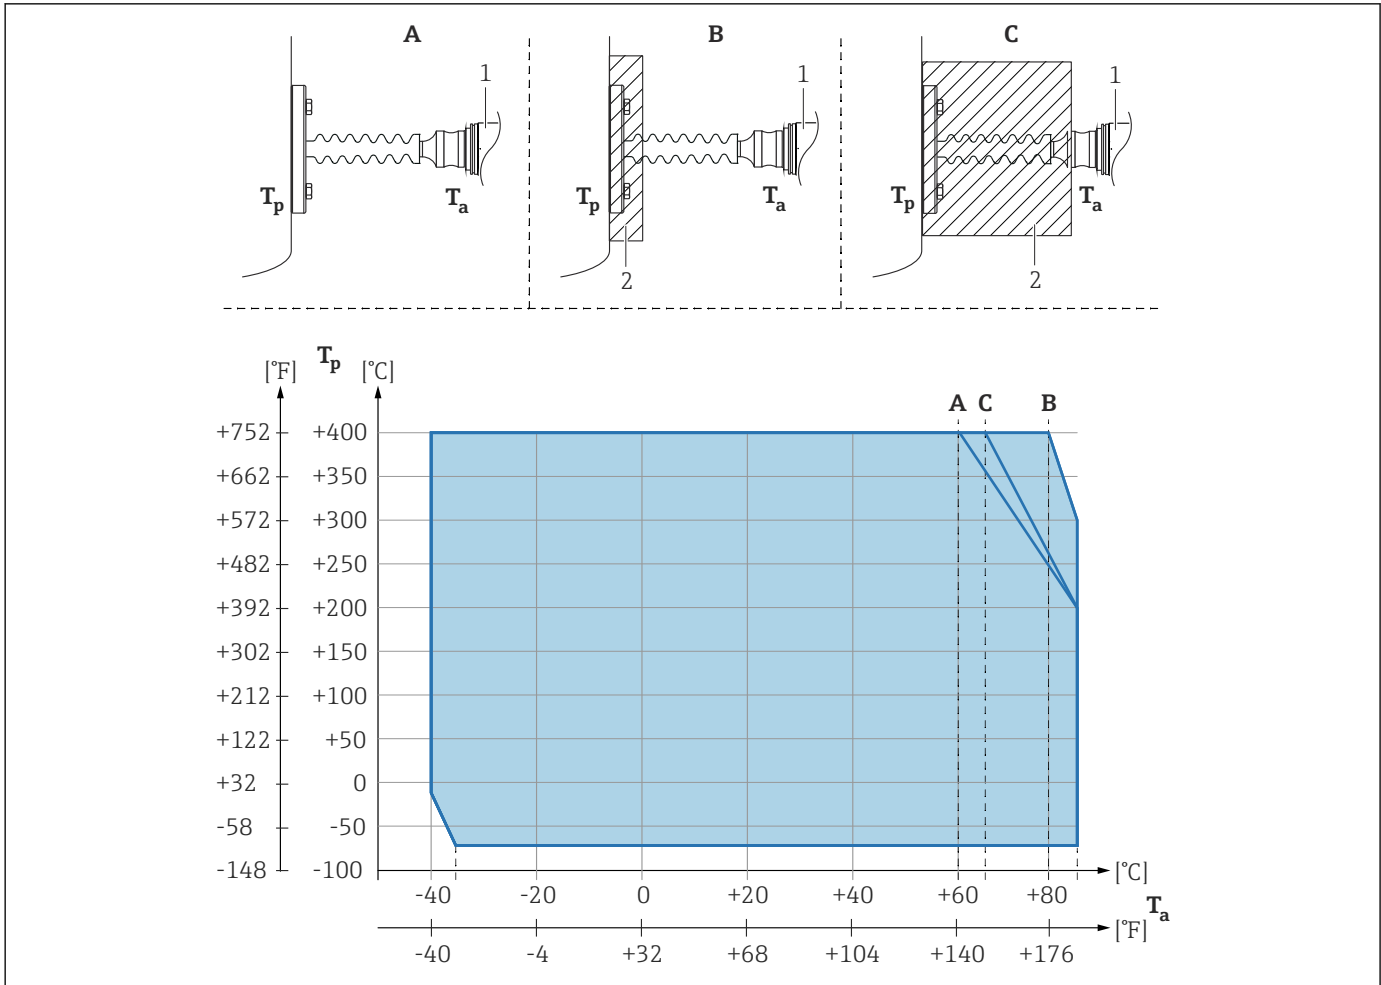 A
B
C
1
1
1
Tp
Ta
Tp
Ta
Tp
Ta
2
2
Tp
[°F]
[°C]
A C B
+752 +400
+662 +350
+572 +300
+482 +250
+392 +200
+302 +150
+212 +100
+122 +50
+32 0
-58 -50
-148 -100
[°C]
-40 -20 0 +20 +40 +60 +80
Ta
[°F]
-40 -4 +32 +68 +104 +140 +176